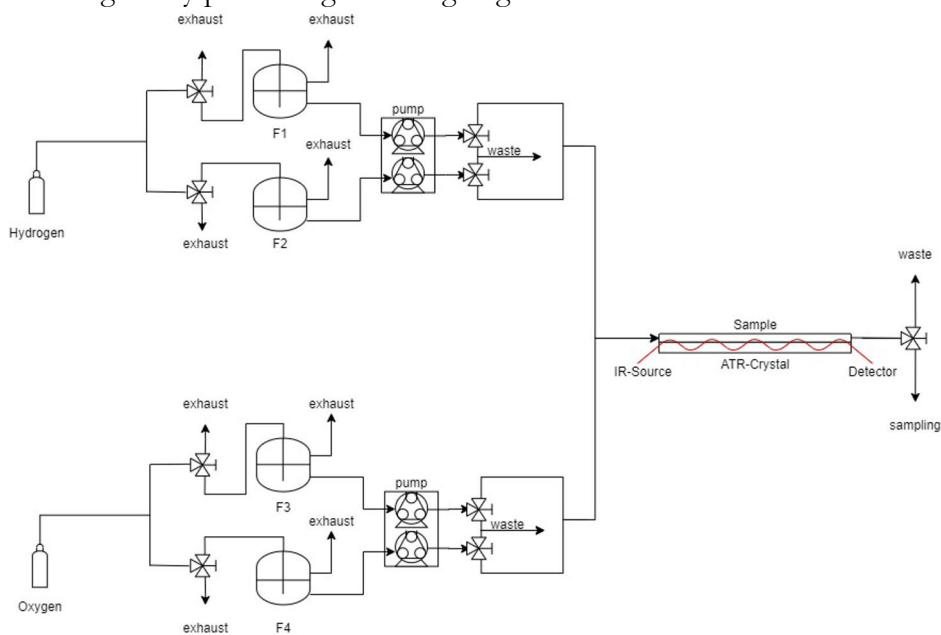 exhaust
exhaust
pump
F1
exhaust
waste
Hydrogen
exhaust
F2
waste
Sample
IR-Source
ATR-Crystal
Detector
exhaust
exhaust
sampling
pump
F3
exhaust
waste
Oxygen
exhaust
F4